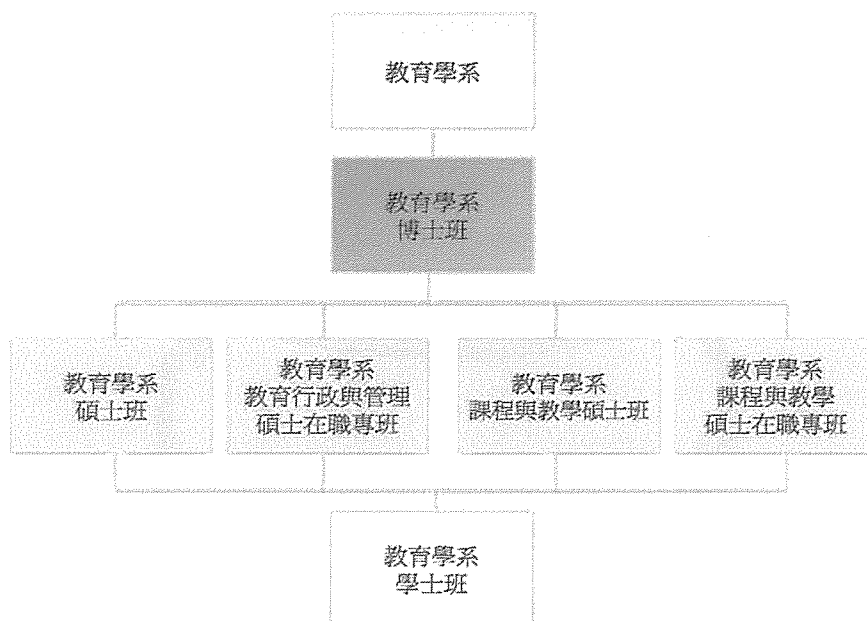 教育學系
教育學系
博士班
教育學系
碩士班
教育學系
教育行政與管理
碩士在職專班
教育學系
課程與教學碩士班
教育學系
課程與教學
碩士在職專班
教育學系
學士班